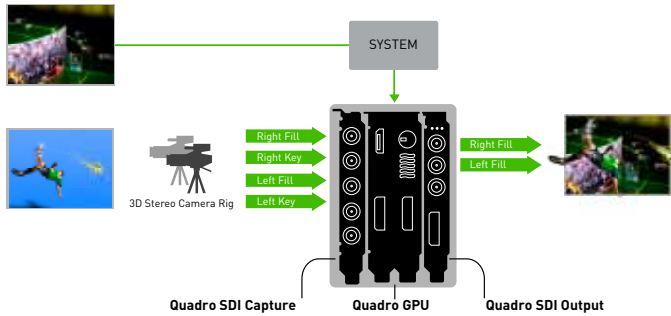 SYSTEM
Right Fill
Right Key
Left Fill
Left Key
Right Fill
Left Fill
3D Stereo Camera Rig
Quadro SDI Capture
Quadro GPU
Quadro SDI Output